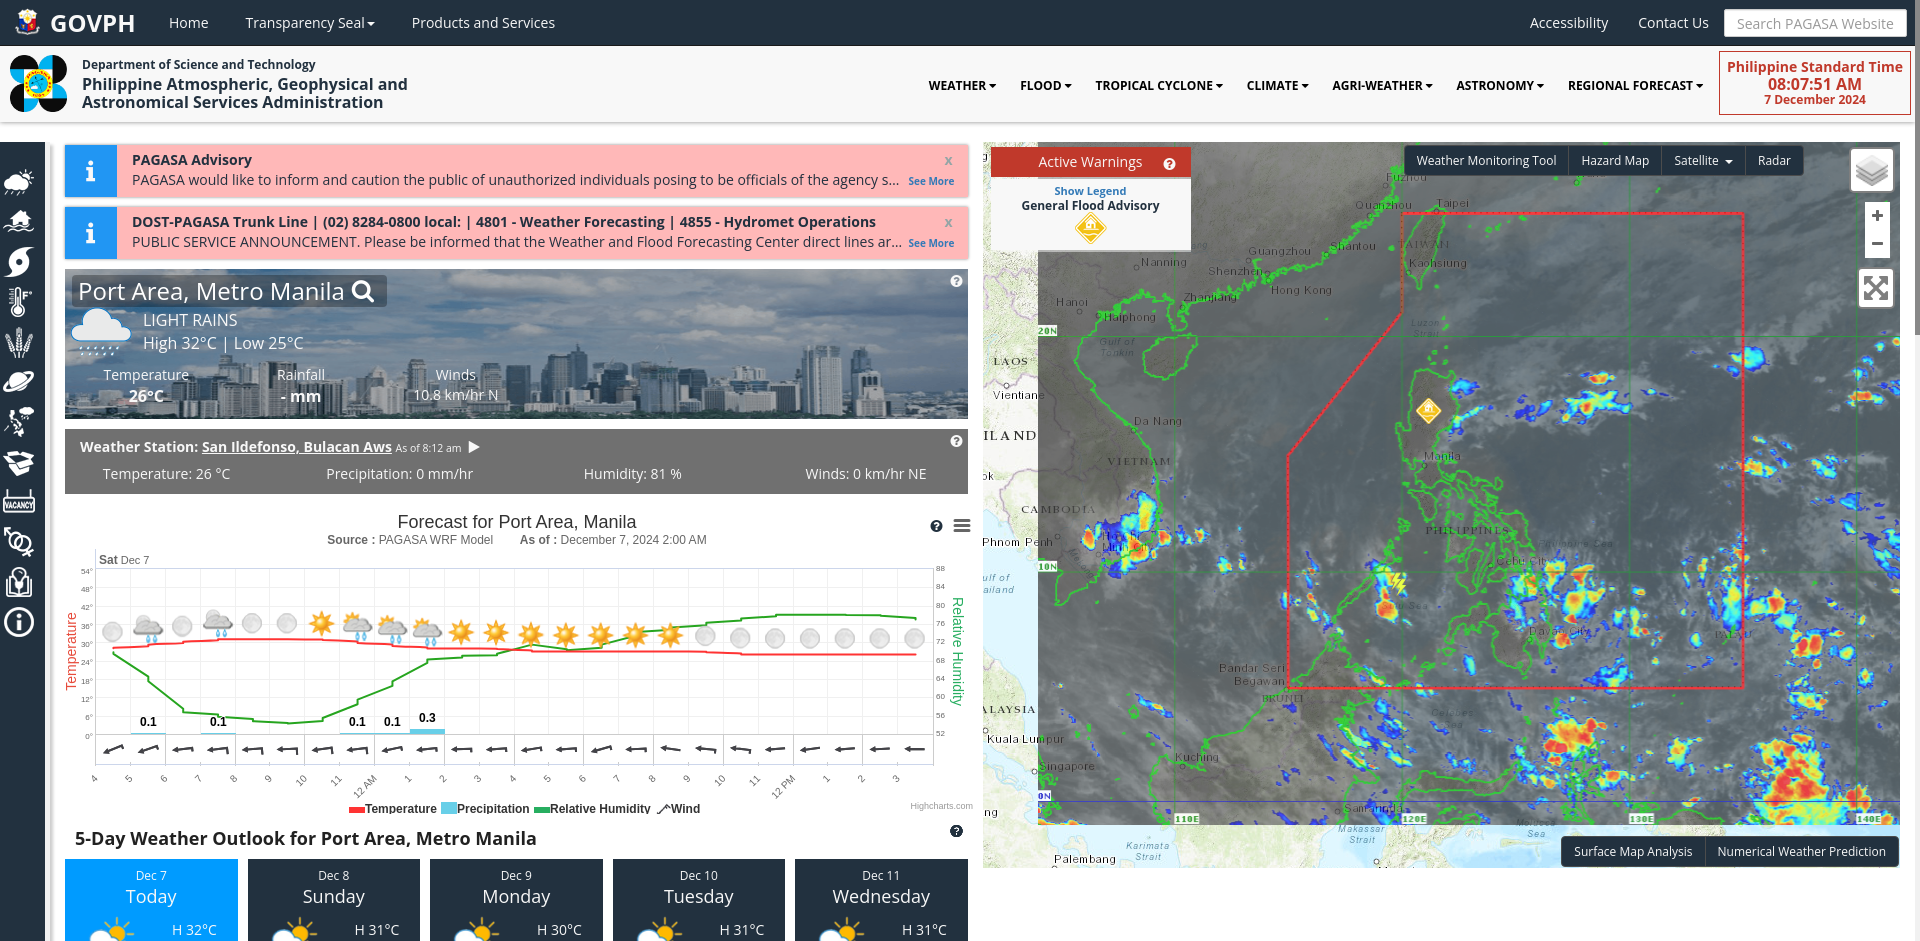 GOVPH
Home
Transparency Seal
Products and Services
Accessibility
Contact Us
Search PAGASA Website
Department of Science and Technology
Philippine Atmospheric, Geophysical and
Astronomical Services Administration
WEATHER
FLOOD
TROPICAL CYCLONE
CLIMATE
AGRI-WEATHER
ASTRONOMY
REGIONAL FORECAST
Philippine Standard Time
08:07:51 AM
7 December 2024
VACANCY
PAGASA Advisory
x
PAGASA would like to inform and caution the public of unauthorized individuals posing to be officials of the agency s...
See More
DOST-PAGASA Trunk Line | (02) 8284-0800 local: | 4801 - Weather Forecasting | 4855 - Hydromet Operations
x
PUBLIC SERVICE ANNOUNCEMENT. Please be informed that the Weather and Flood Forecasting Center direct lines ar...
See More
Port Area, Metro Manila
LIGHT RAINS
High 32°C | Low 25°C
Temperature
Rainfall
Winds
26°C
- mm
10.8 km/hr N
Weather Station: San Ildefonso, Bulacan Aws As of 8:12 am
Temperature: 26 °C
Precipitation: 0 mm/hr
Humidity: 81 %
Winds: 0 km/hr NE
Forecast for Port Area, Manila
Source : PAGASA WRF Model
As of : December 7, 2024 2:00 AM
Sat Dec 7
Temperature
54°
48°
42°
36°
30°
24°
18°
12°
6°
0°
Relative Humidity
88
84
80
76
72
68
64
60
56
52
0.1
0.1
0.1
0.1
0.3
4
5
6
7
8
9
10
11
12 AM
1
2
3
4
5
6
7
8
9
10
11
12 PM
1
2
3
Temperature
Precipitation
Relative Humidity
Wind
Highcharts.com
5-Day Weather Outlook for Port Area, Metro Manila
Dec 7
Today
H 32°C
Dec 8
Sunday
H 31°C
Dec 9
Monday
H 30°C
Dec 10
Tuesday
H 31°C
Dec 11
Wednesday
H 31°C
Active Warnings
Show Legend
General Flood Advisory
Weather Monitoring Tool
Hazard Map
Satellite
Radar
+
−
Fuzhou
Quanzhou
Taipei
TAIWAN
Kaohsiung
Guangzhou
Shantou
Nanning
Shenzhen
Hong Kong
Zhanjiang
Hanoi
Haiphong
Gulf of
Tonkin
Luzon
Strait
20N
LAOS
Vientiane
Da Nang
ILAND
VIETNAM
Manila
CAMBODIA
Phnom Penh
PHILIPPINES
Cebu City
10N
ulf of
ailand
Davao City
PALAU
Bandar Seri
Begawan
BRUNEI
ALAYSIA
Kuala Lumpur
Kuching
Singapore
0N
Samarinda
110E
120E
130E
140E
Makassar
Strait
Karimata
Strait
Sea
Palembang
Surface Map Analysis
Numerical Weather Prediction